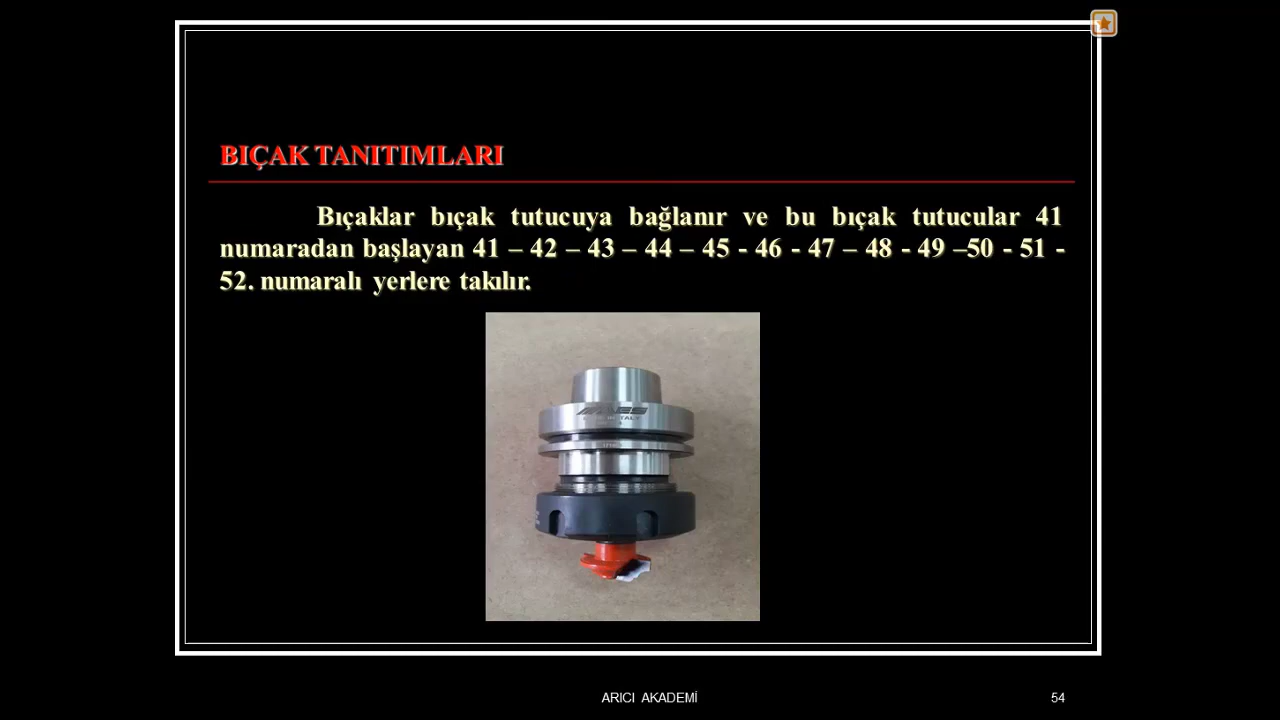 BIÇAK TANITIMLARI
Bıçaklar bıçak tutucuya bağlanır ve bu bıçak tutucular 41
numaradan başlayan 41 – 42 – 43 – 44 – 45 - 46 - 47 – 48 - 49 –50 - 51 -
52. numaralı yerlere takılır.
ARICI AKADEMİ
54